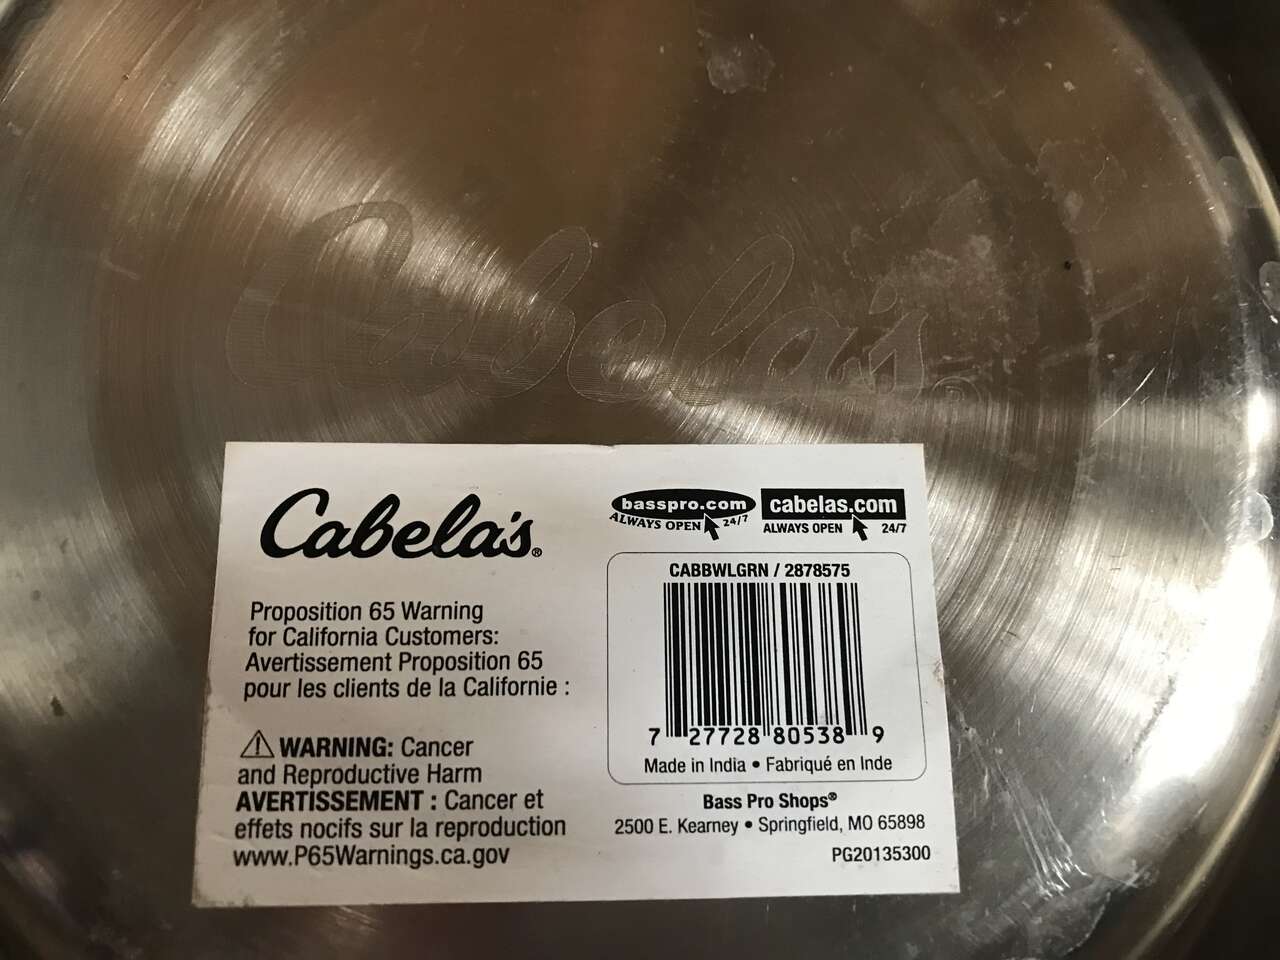 Cabela's®
Cabela's®
Proposition 65 Warning
for California Customers:
Avertissement Proposition 65
pour les clients de la Californie :
WARNING: Cancer
and Reproductive Harm
AVERTISSEMENT : Cancer et
effets nocifs sur la reproduction
www.P65Warnings.ca.gov
basspro.com
ALWAYS OPEN 24/7
cabelas.com
ALWAYS OPEN 24/7
CABBWLGRN / 2878575
7 27728 80538 9
Made in India • Fabriqué en Inde
Bass Pro Shops®
2500 E. Kearney • Springfield, MO 65898
PG20135300